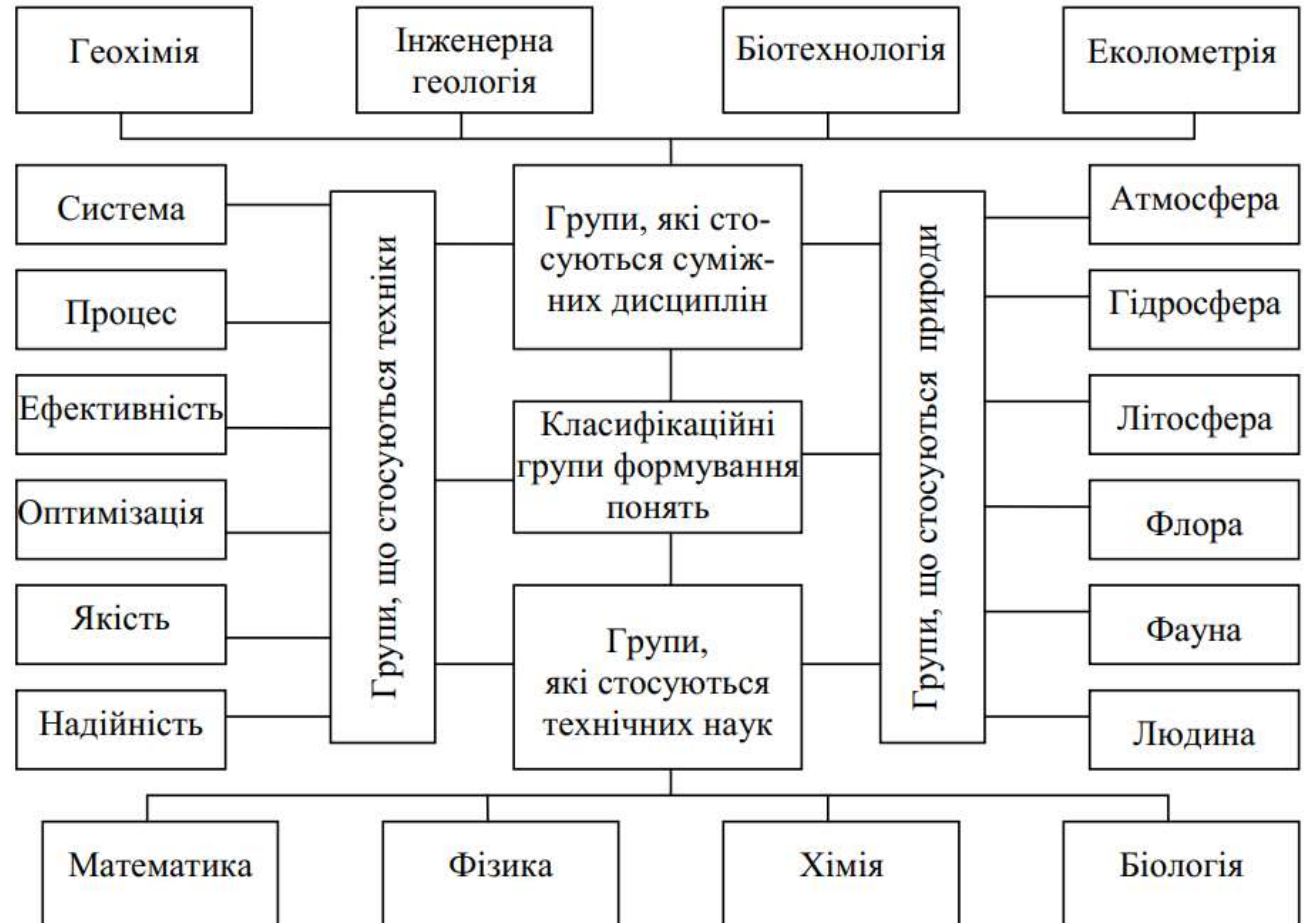 Геохімія
Інженерна
геологія
Біотехнологія
Екологометрія
Система
Процес
Ефективність
Оптимізація
Якість
Надійність
Групи, що стосуються техніки
Групи, які сто-
суються суміж-
них дисциплін
Класифікаційні
групи формування
понять
Групи,
які стосуються
технічних наук
Групи, що стосуються природи
Атмосфера
Гідросфера
Літосфера
Флора
Фауна
Людина
Математика
Фізика
Хімія
Біологія